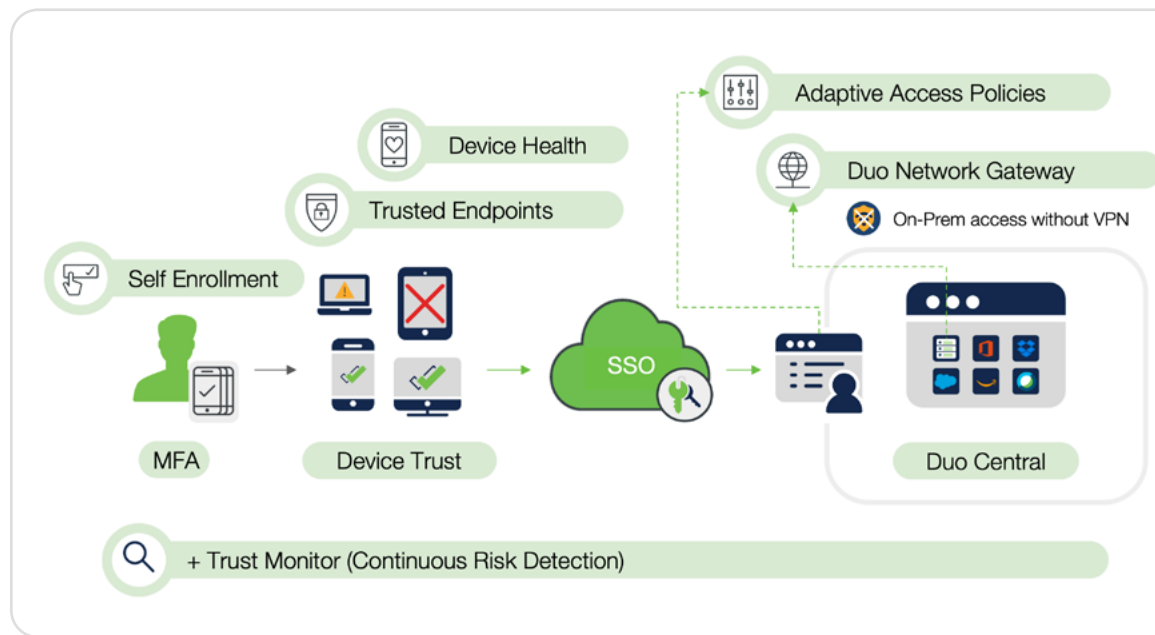 Adaptive Access Policies
Device Health
Duo Network Gateway
Trusted Endpoints
On-Prem access without VPN
Self Enrollment
SSO
MFA
Device Trust
Duo Central
+ Trust Monitor (Continuous Risk Detection)